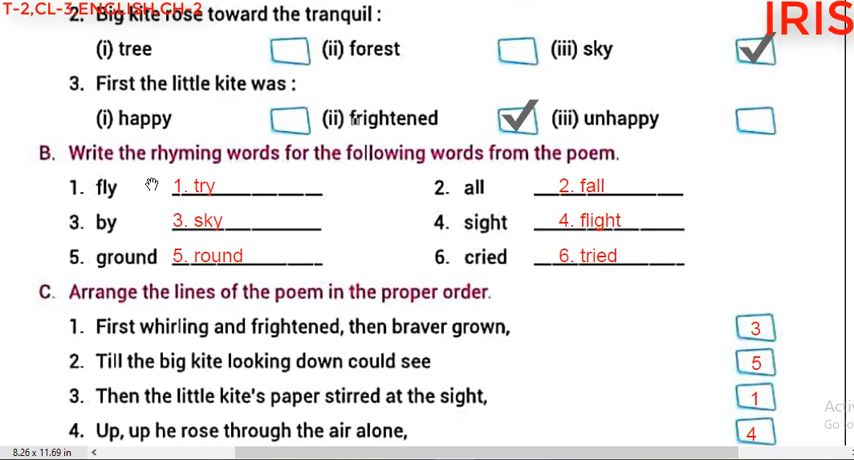 T-2,CL-3,ENGLISH,CH-2
IRIS
2. Big kite rose toward the tranquil :
(i) tree (ii) forest (iii) sky
3. First the little kite was :
(i) happy (ii) frightened (iii) unhappy
B. Write the rhyming words for the following words from the poem.
1. fly 1. try 2. all 2. fall
3. by 3. sky 4. sight 4. flight
5. ground 5. round 6. cried 6. tried
C. Arrange the lines of the poem in the proper order.
1. First whirling and frightened, then braver grown, 3
2. Till the big kite looking down could see 5
3. Then the little kite's paper stirred at the sight, 1
4. Up, up he rose through the air alone, 4
8.26 x 11.69 in